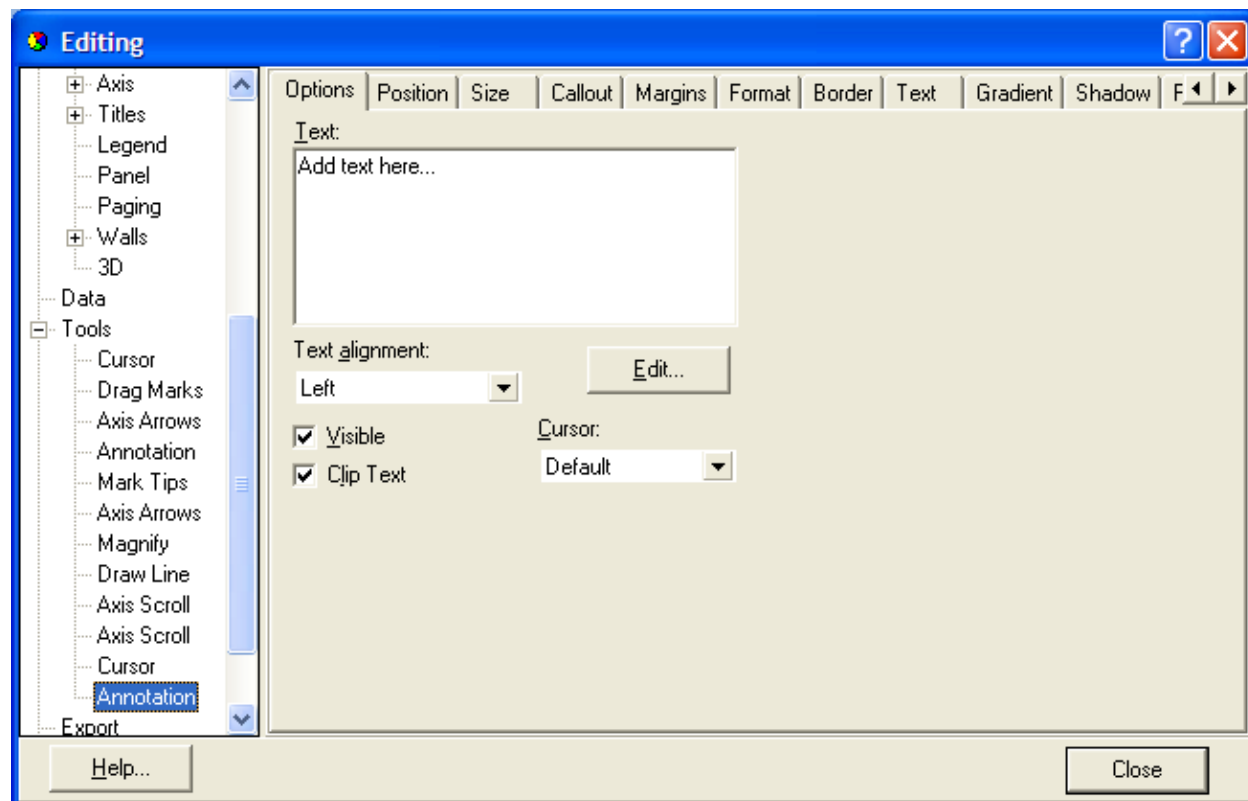 Editing
Axis
Titles
Legend
Panel
Paging
Walls
3D
Data
Tools
Cursor
Drag Marks
Axis Arrows
Annotation
Mark Tips
Axis Arrows
Magnify
Draw Line
Axis Scroll
Axis Scroll
Cursor
Annotation
Export
Options Position Size Callout Margins Format Border Text Gradient Shadow
Text:
Add text here...
Text alignment:
Left
Edit...
Visible
Cursor:
Clip Text
Default
Help...
Close